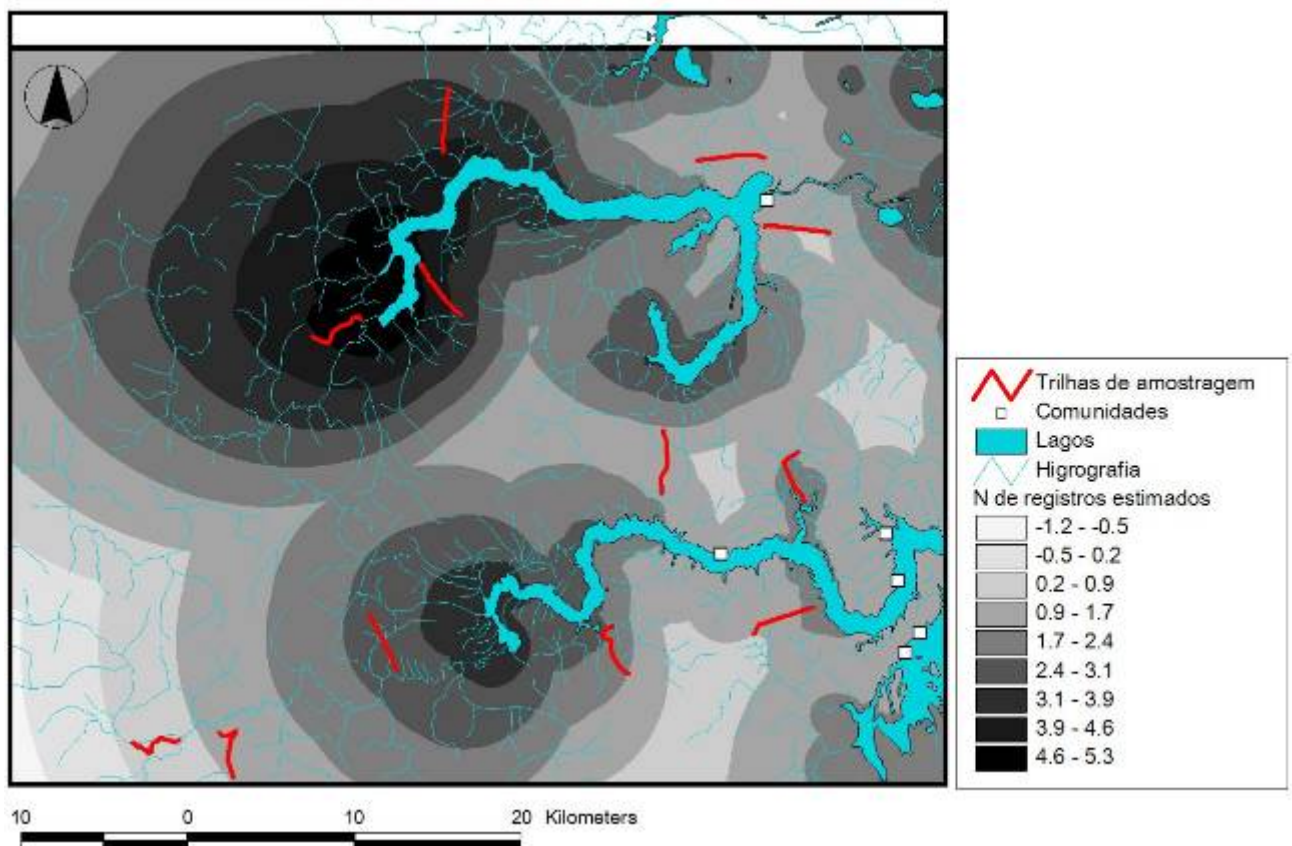 Trilhas de amostragem
Comunidades
Lagos
Higrografia
N de registros estimados
-1.2 - -0.5
-0.5 - 0.2
0.2 - 0.9
0.9 - 1.7
1.7 - 2.4
2.4 - 3.1
3.1 - 3.9
3.9 - 4.6
4.6 - 5.3
10 0 10 20 Kilometers